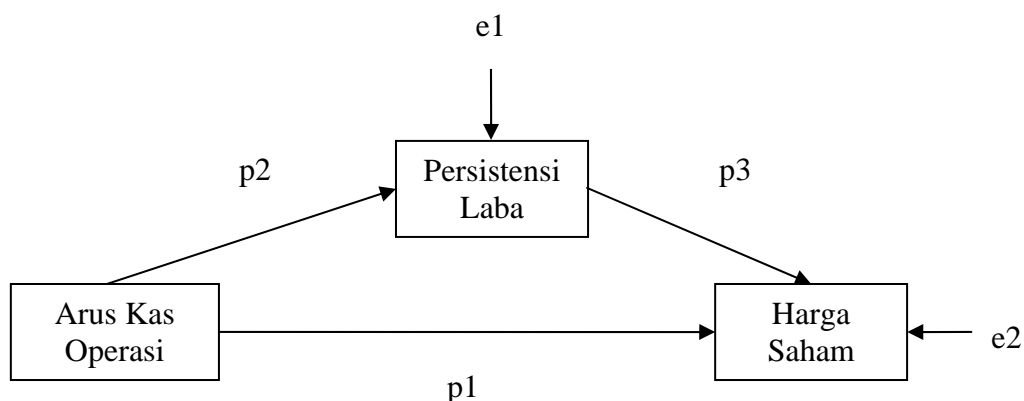 e1
p2
Persistensi
Laba
p3
Arus Kas
Operasi
Harga
Saham
e2
p1